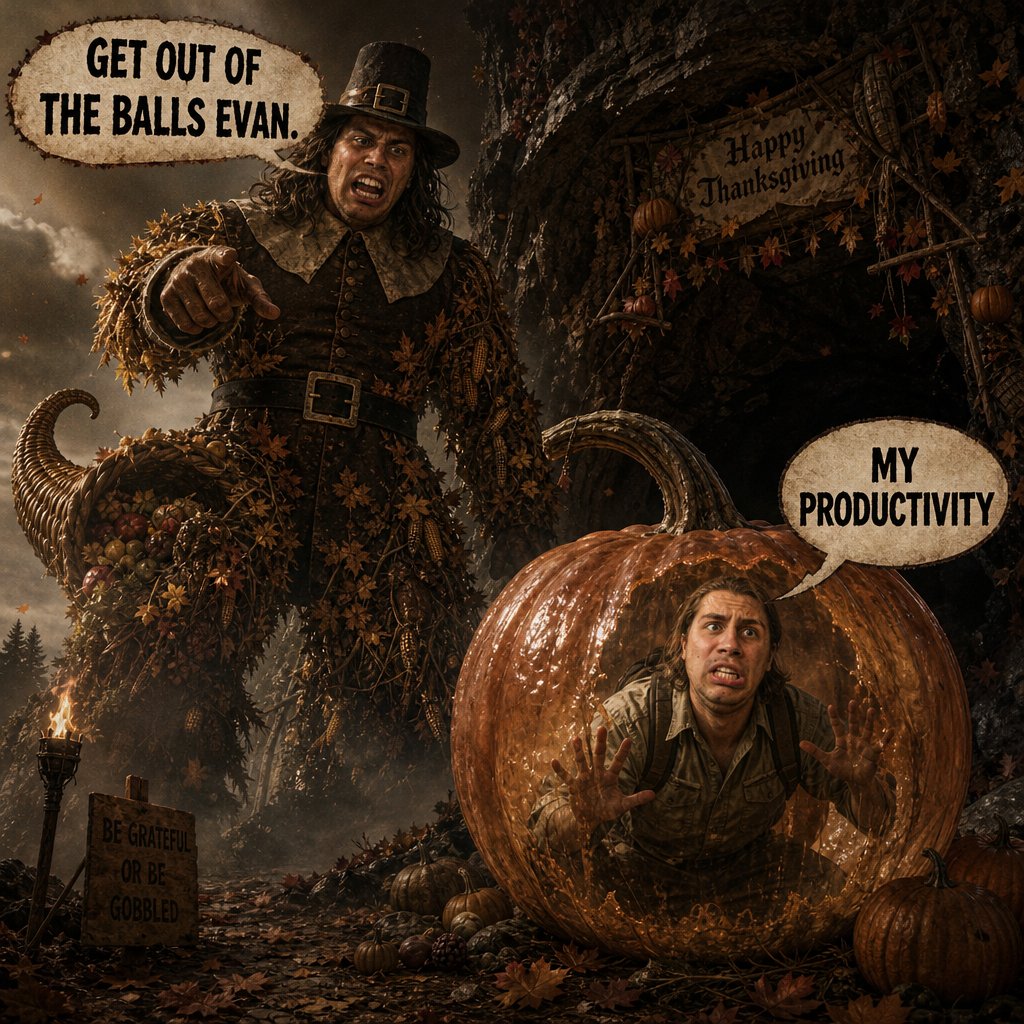 GET OUT OF
THE BALLS EVAN.
Happy
Thanksgiving
MY
PRODUCTIVITY
BE GRATEFUL
OR BE
GOBBLED